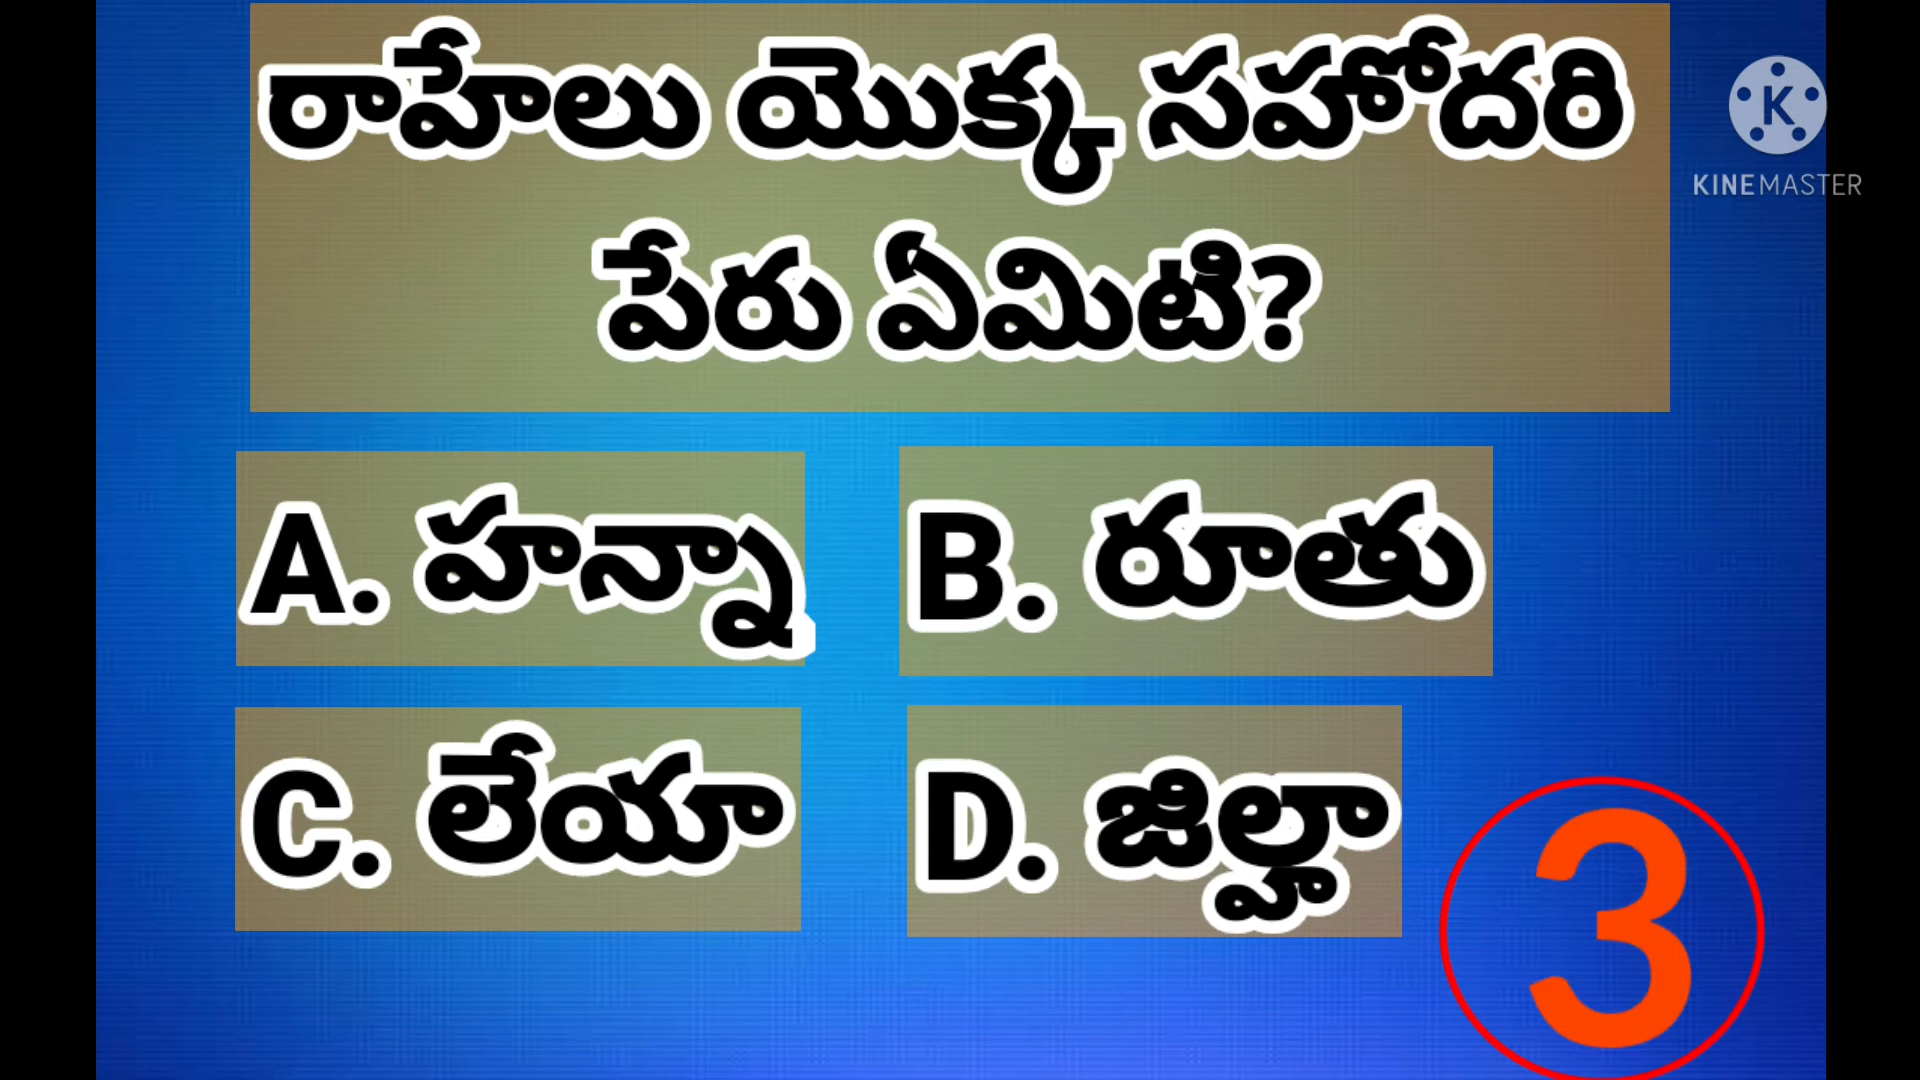 రాహేలు యొక్క సహోదరి
పేరు ఏమిటి?
KINEMASTER
A. హన్నా
B. రూతు
C. లేయా
D. జిల్హా
3